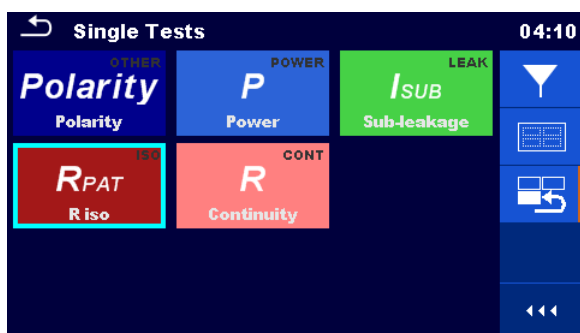 Single Tests 04:10
OTHER POWER LEAK
Polarity P ISUB
Polarity Power Sub-leakage
ISO CONT
RPAT R
R iso Continuity